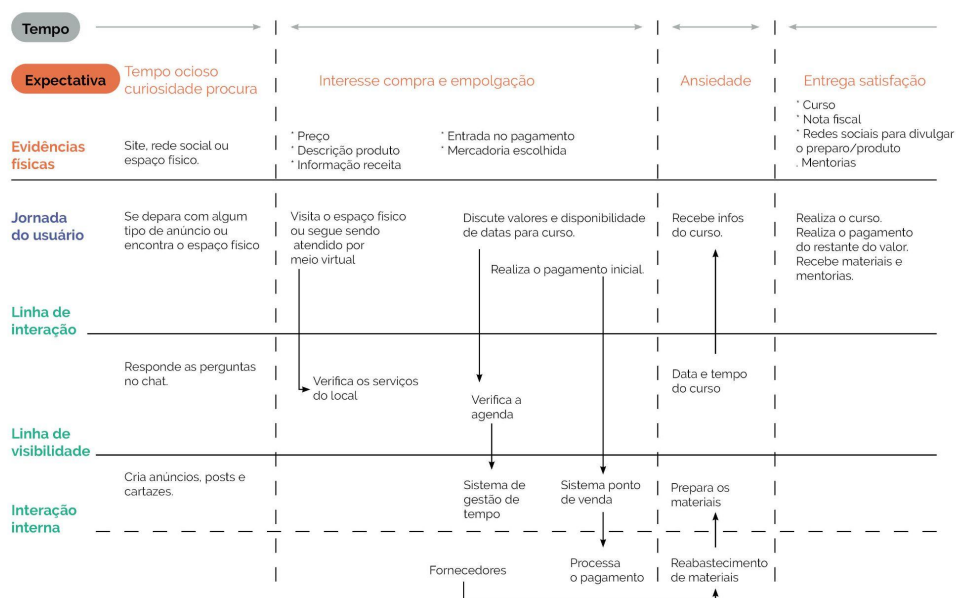 Tempo
Expectativa
Tempo ocioso
curiosidade procura
Interesse compra e empolgação
Ansiedade
Entrega satisfação
Evidências
físicas
Site, rede social ou
espaço físico.
* Preço
* Descrição produto
* Informação receita
* Entrada no pagamento
* Mercadoria escolhida
* Curso
* Nota fiscal
* Redes sociais para divulgar
o preparo/produto
. Mentorias
Jornada
do usuário
Se depara com algum
tipo de anúncio ou
encontra o espaço físico
Visita o espaço físico
ou segue sendo
atendido por
meio virtual
Discute valores e disponibilidade
de datas para curso.
Realiza o pagamento inicial.
Recebe infos
do curso.
Realiza o curso.
Realiza o pagamento
do restante do valor.
Recebe materiais e
mentorias.
Linha de
interação
Responde as perguntas
no chat.
Verifica os serviços
do local
Verifica a
agenda
Data e tempo
do curso
Linha de
visibilidade
Cria anúncios, posts e
cartazes.
Sistema de
gestão de
tempo
Sistema ponto
de venda
Prepara os
materiais
Interação
interna
Fornecedores
Processa
o pagamento
Reabastecimento
de materiais